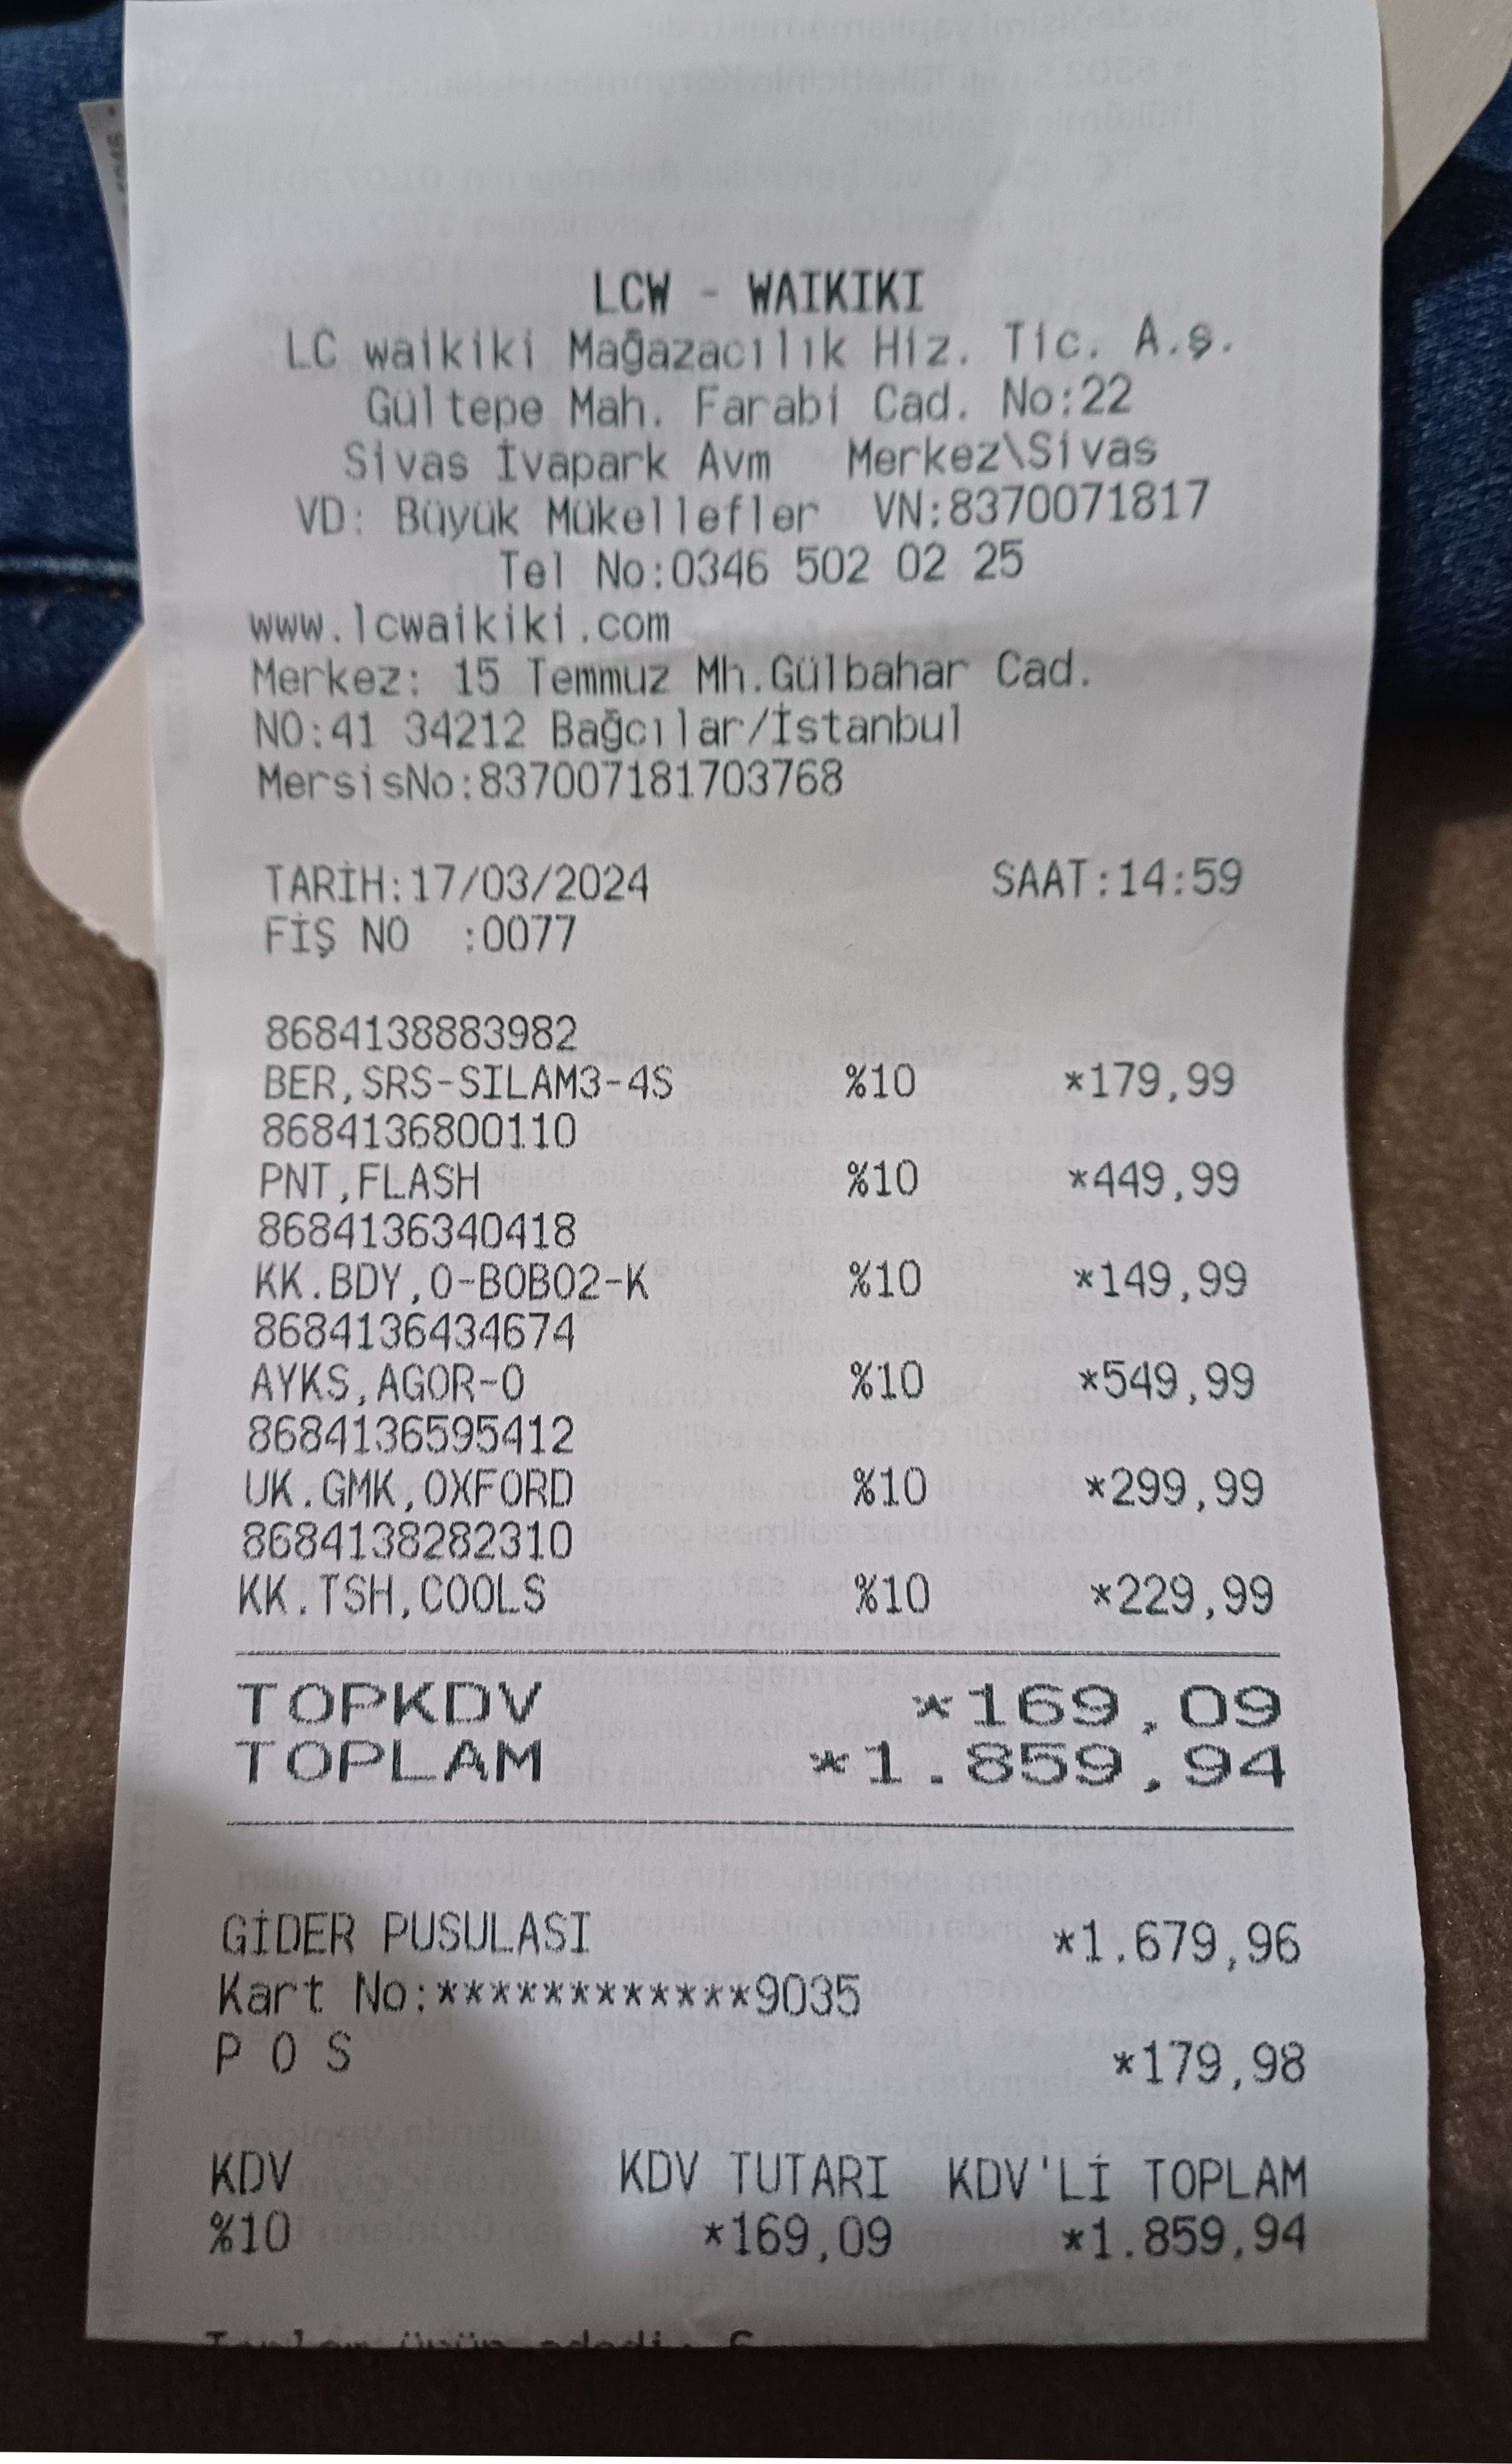 LCW - WAIKIKI
LC waikiki Mağazacılık Hiz. Tic. A.ş.
Gültepe Mah. Farabi Cad. No:22
Sivas İvapark Avm Merkez\Sivas
VD: Büyük Mükellefler VN:8370071817
Tel No:0346 502 02 25
www.lcwaikiki.com
Merkez: 15 Temmuz Mh.Gülbahar Cad.
NO:41 34212 Bağcılar/İstanbul
MersisNo:837007181703768
TARİH:17/03/2024 SAAT:14:59
FİŞ NO :0077
8684138883982
BER,SRS-SILAM3-4S %10 *179,99
8684136800110
PNT,FLASH %10 *449,99
8684136340418
KK.BDY,O-BOBO2-K %10 *149,99
8684136434674
AYKS,AGOR-O %10 *549,99
8684136595412
UK.GMK,OXFORD %10 *299,99
8684138282310
KK.TSH,COOLS %10 *229,99
TOPKDV *169,09
TOPLAM *1.859,94
GİDER PUSULASI *1.679,96
Kart No:************9035
P O S *179,98
KDV KDV TUTARI KDV'Lİ TOPLAM
%10 *169,09 *1.859,94